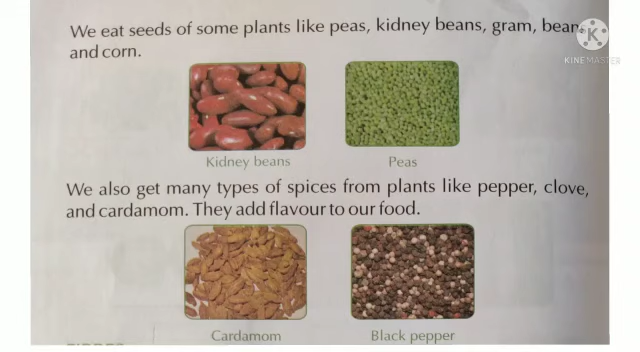 We eat seeds of some plants like peas, kidney beans, gram, bean
and corn.
KINEMASTER
Kidney beans
Peas
We also get many types of spices from plants like pepper, clove,
and cardamom. They add flavour to our food.
Cardamom
Black pepper